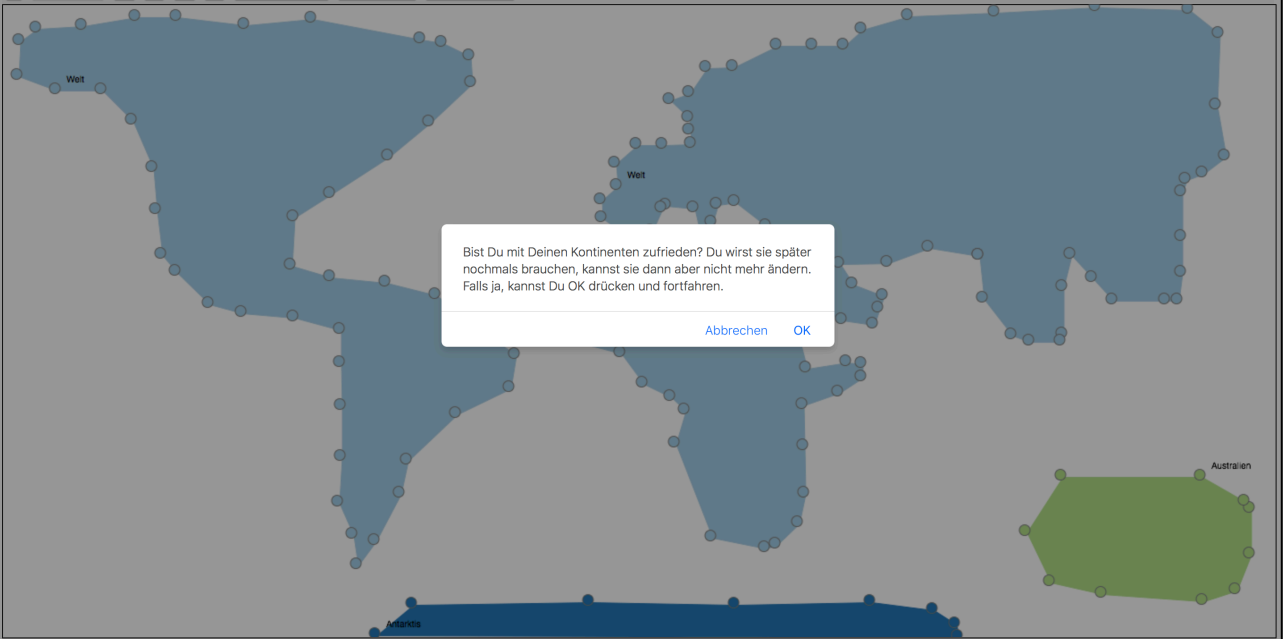 Welt
Welt
Bist Du mit Deinen Kontinenten zufrieden? Du wirst sie später
nochmals brauchen, kannst sie dann aber nicht mehr ändern.
Falls ja, kannst Du OK drücken und fortfahren.
Abbrechen OK
Australien
Antarktis